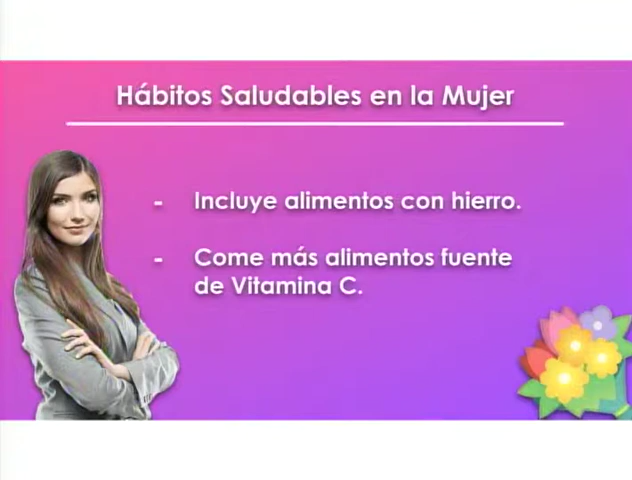 Hábitos Saludables en la Mujer
- Incluye alimentos con hierro.
- Come más alimentos fuente
de Vitamina C.